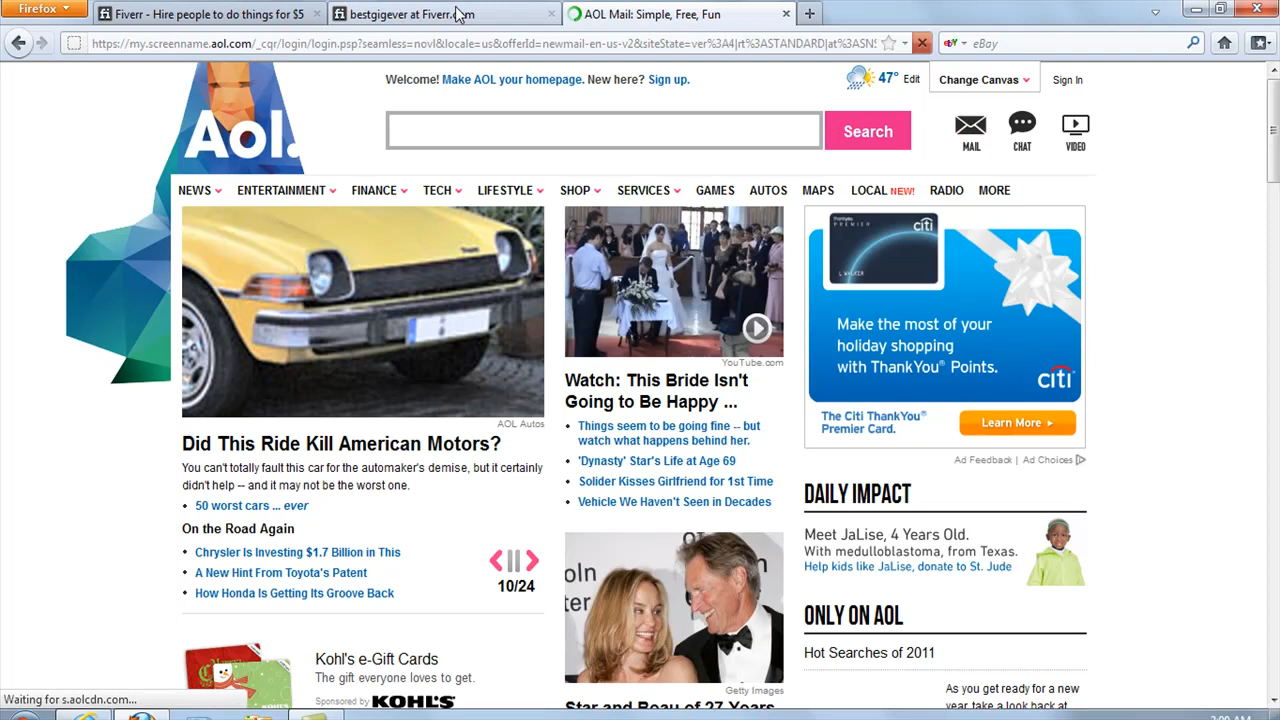 Firefox
Fiverr - Hire people to do things for $5
bestgigever at Fiverr.com
AOL Mail: Simple, Free, Fun
https://my.screenname.aol.com/_cqr/login/login.psp?seamless=novl&locale=us&offerId=newmail-en-us-v2&siteState=ver%3A4|rt%3ASTANDARD|at%3ASNS
eBay
Welcome! Make AOL your homepage. New here? Sign up.
47° Edit
Change Canvas
Sign In
Aol.
Search
MAIL
CHAT
VIDEO
NEWS ENTERTAINMENT FINANCE TECH LIFESTYLE SHOP SERVICES GAMES AUTOS MAPS LOCAL NEW! RADIO MORE
AOL Autos
Did This Ride Kill American Motors?
You can't totally fault this car for the automaker's demise, but it certainly
didn't help -- and it may not be the worst one.
50 worst cars ... ever
On the Road Again
Chrysler Is Investing $1.7 Billion in This
A New Hint From Toyota's Patent
How Honda Is Getting Its Groove Back
10/24
Kohl's e-Gift Cards
The gift everyone loves to get.
Sponsored by KOHL'S
YouTube.com
Watch: This Bride Isn't
Going to Be Happy ...
Things seem to be going fine -- but
watch what happens behind her.
'Dynasty' Star's Life at Age 69
Solider Kisses Girlfriend for 1st Time
Vehicle We Haven't Seen in Decades
Getty Images
Star and Beau of 27 Years
citi
L WALKER
Make the most of your
holiday shopping
with ThankYou® Points.
citi
The Citi ThankYou®
Premier Card.
Learn More
Ad Feedback | Ad Choices
DAILY IMPACT
Meet JaLise, 4 Years Old.
With medulloblastoma, from Texas.
Help kids like JaLise, donate to St. Jude
ONLY ON AOL
Hot Searches of 2011
As you get ready for a new
year take a look back at
Waiting for s.aolcdn.com...